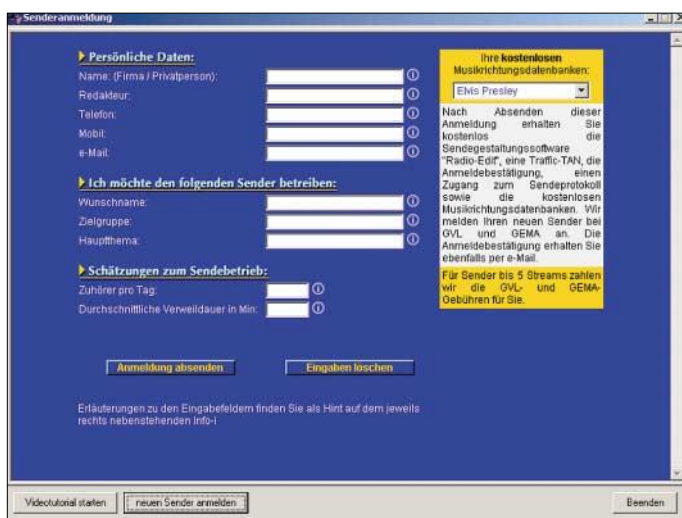 Senderanmeldung
Persönliche Daten:
Name: (Firma / Privatperson):
Redakteur:
Telefon:
Mobil:
e-Mail:
Ich möchte den folgenden Sender betreiben:
Wunschname:
Zielgruppe:
Hauptthema:
Schätzungen zum Sendebetrieb:
Zuhörer pro Tag:
Durchschnittliche Verweildauer in Min:
Anmeldung absenden
Eingaben löschen
Erläuterungen zu den Eingabefeldern finden Sie als Hint auf dem jeweils
rechts nebenstehenden Info-i
Ihre kostenlosen
Musikrichtungsdatenbanken:
Elvis Presley
Nach Absenden dieser
Anmeldung erhalten Sie
kostenlos die
Sendegestaltungssoftware
"Radio-Edif", eine Traffic-TAN, die
Anmeldebestätigung, einen
Zugang zum Sendeprotokoll
sowie die kostenlosen
Musikrichtungsdatenbanken. Wir
melden Ihren neuen Sender bei
GVL und GEMA an. Die
Anmeldebestätigung erhalten Sie
ebenfalls per e-Mail.
Für Sender bis 5 Streams zahlen
wir die GVL- und GEMA-
Gebühren für Sie.
Videotutorial starten
neuen Sender anmelden
Beenden